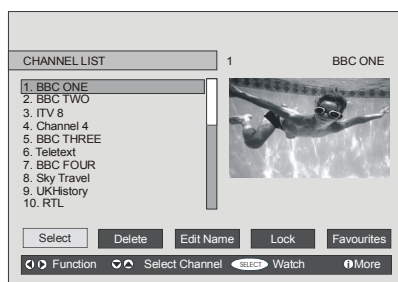 CHANNEL LIST
1 BBC ONE
1. BBC ONE
2. BBC TWO
3. ITV 8
4. Channel 4
5. BBC THREE
6. Teletext
7. BBC FOUR
8. Sky Travel
9. UKHistory
10. RTL
Select Delete Edit Name Lock Favourites
Function Select Channel SELECT Watch i More